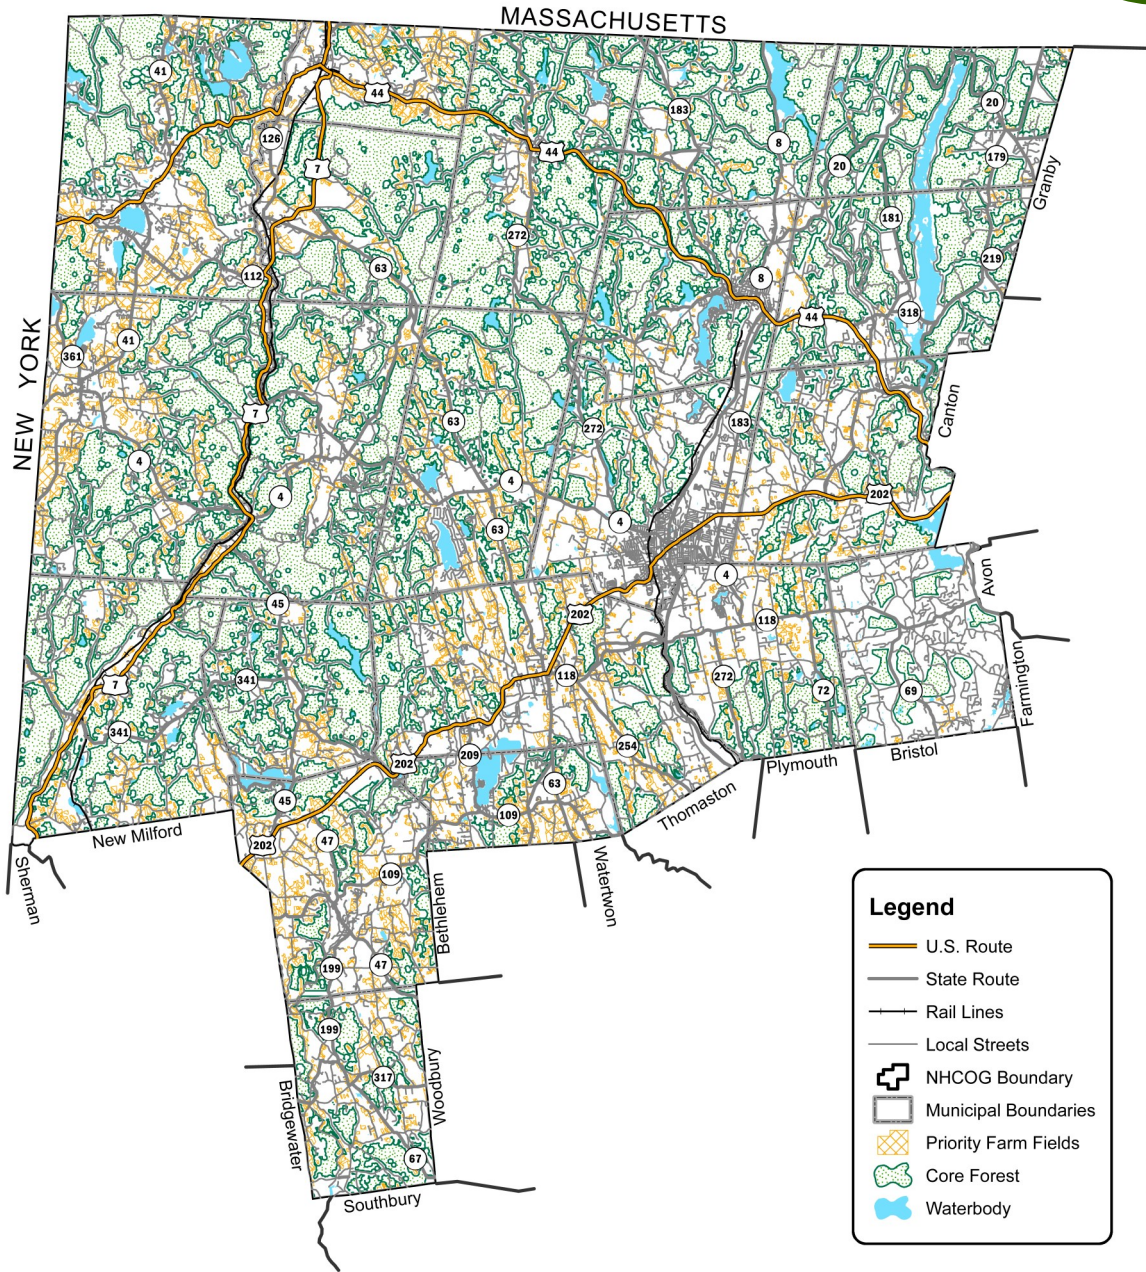 MASSACHUSETTS
41
44
183
20
126
8
44
7
20
179
Granby
181
272
219
63
112
8
44
318
NEW YORK
41
361
7
63
272
183
Canton
4
4
4
202
63
4
4
Avon
45
202
118
341
118
272
72
69
7
Farmington
341
254
209
202
Bristol
Plymouth
63
45
109
Thomaston
New Milford
47
202
Sherman
109
Watertwon
Bethlehem
199
47
199
317
Woodbury
Bridgewater
67
Southbury
Legend
U.S. Route
State Route
Rail Lines
Local Streets
NHCOG Boundary
Municipal Boundaries
Priority Farm Fields
Core Forest
Waterbody